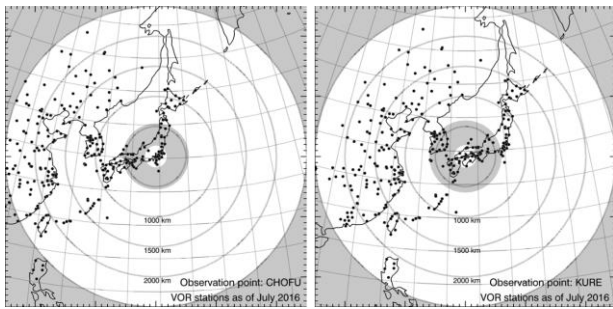 1000 km
1500 km
2000 km
Observation point: CHOFU
VOR stations as of July 2016
1000 km
1500 km
2000 km
Observation point: KURE
VOR stations as of July 2016